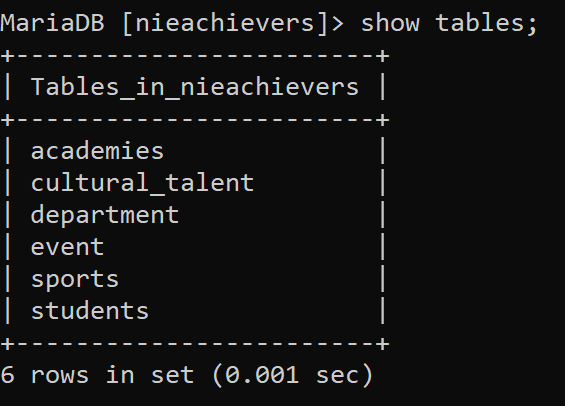 MariaDB [nieachievers]> show tables;
+------------------------+
| Tables_in_nieachievers |
+------------------------+
| academies              |
| cultural_talent        |
| department             |
| event                  |
| sports                 |
| students               |
+------------------------+
6 rows in set (0.001 sec)